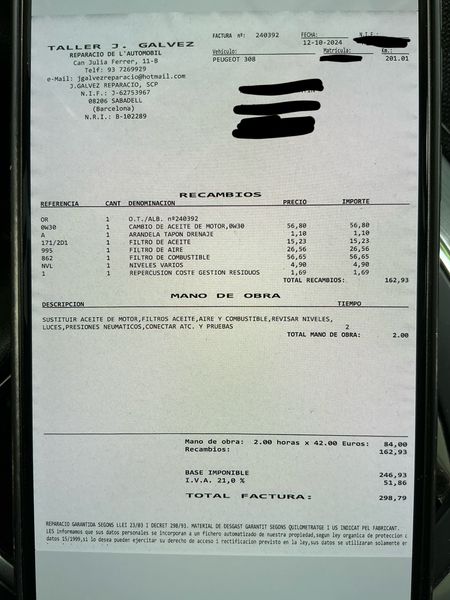 TALLER J. GALVEZ
REPARACIO DE L'AUTOMOBIL
Can Julia Ferrer, 11-B
Telf: 93 7269929
e-Mail: jgalvezreparacio@hotmail.com
J.GALVEZ REPARACIO, SCP
N.I.F.: J-62753967
08206 SABADELL
(Barcelona)
N.R.I.: B-102289
FACTURA nº 240392 FECHA: N.I.F.:
12-10-2024
Vehiculo: Matricula: Km.:
PEUGEOT 308 201.01
RECAMBIOS
REFERENCIA CANT DENOMINACION PRECIO IMPORTE
OR 1 O.T./ALB. nº240392
0W30 1 CAMBIO DE ACEITE DE MOTOR,0W30 56,80 56,80
A 1 ARANDELA TAPON DRENAJE 1,10 1,10
171/2D1 1 FILTRO DE ACEITE 15,23 15,23
995 1 FILTRO DE AIRE 26,56 26,56
862 1 FILTRO DE COMBUSTIBLE 56,65 56,65
NVL 1 NIVELES VARIOS 4,90 4,90
1 1 REPERCUSION COSTE GESTION RESIDUOS 1,69 1,69
TOTAL RECAMBIOS: 162,93
MANO DE OBRA
DESCRIPCION TIEMPO
SUSTITUIR ACEITE DE MOTOR,FILTROS ACEITE,AIRE Y COMBUSTIBLE,REVISAR NIVELES,
LUCES,PRESIONES NEUMATICOS,CONECTAR ATC. Y PRUEBAS 2
TOTAL MANO DE OBRA: 2.00
Mano de obra: 2.00 horas x 42.00 Euros: 84,00
Recambios: 162,93
BASE IMPONIBLE 246,93
I.V.A. 21,0 % 51,86
TOTAL FACTURA: 298,79
REPARACIO GARANTIDA SEGONS LLEI 23/03 I DECRET 298/93. MATERIAL DE DESGAST GARANTIT SEGONS QUILOMETRATGE I US INDICAT PEL FABRICANT.
LES informamos que sus datos personales se incorporan a un fichero automatizado de nuestra propiedad,segun ley organica de proteccion
datos 15/1999,si lo desea pueden ejercitar su derecho de acceso i rectificacion previsto en la ley,sus datos se utilizaran solamente